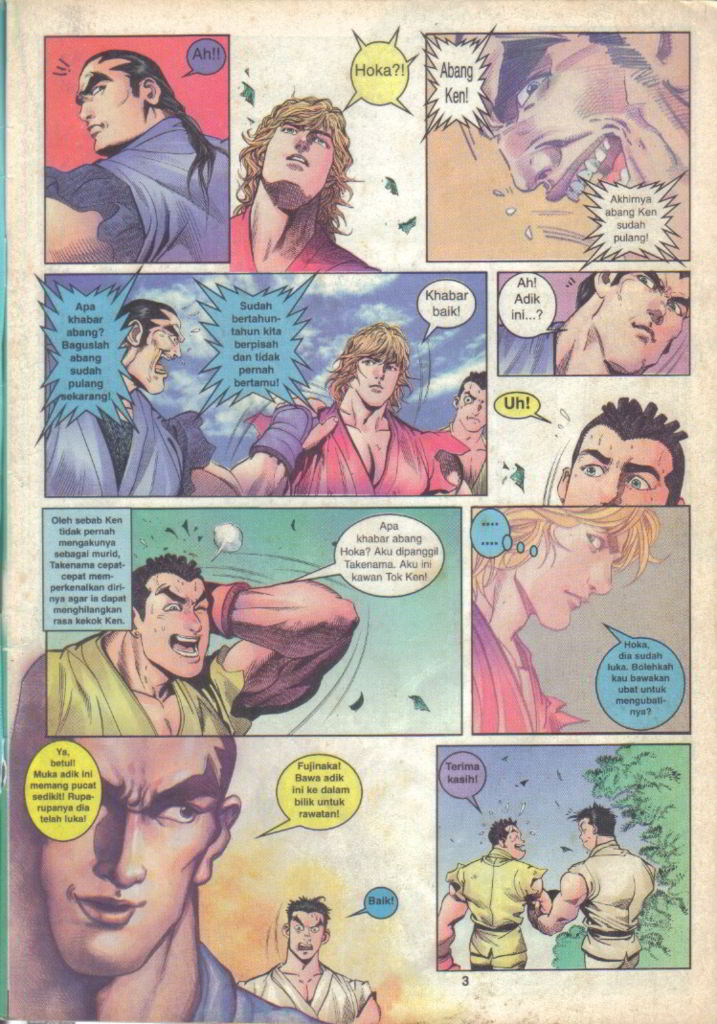 Ah!!
Hoka?!
Abang
Ken!
Akhirnya
abang Ken
sudah
pulang!
Apa
khabar
abang?
Baguslah
abang
sudah
pulang
sekarang!
Sudah
bertahun-
tahun kita
berpisah
dan tidak
pernah
bertamu!
Khabar
baik!
Ah!
Adik
ini...?
Uh!
Oleh sebab Ken
tidak pernah
mengakunya
sebagai murid,
Takenama cepat-
cepat mem-
perkenalkan diri-
nya agar ia dapat
menghilangkan
rasa kekok Ken.
Apa
khabar abang
Hoka? Aku dipanggil
Takenama. Aku ini
kawan Tok Ken!
....
....
Hoka,
dia sudah
luka. Bolehkah
kau bawakan
ubat untuk
mengubati-
nya?
Ya,
betul!
Muka adik ini
memang pucat
sedikit! Rupa-
rupanya dia
telah luka!
Fujinaka!
Bawa adik
ini ke dalam
bilik untuk
rawatan!
Baik!
Terima
kasih!
3